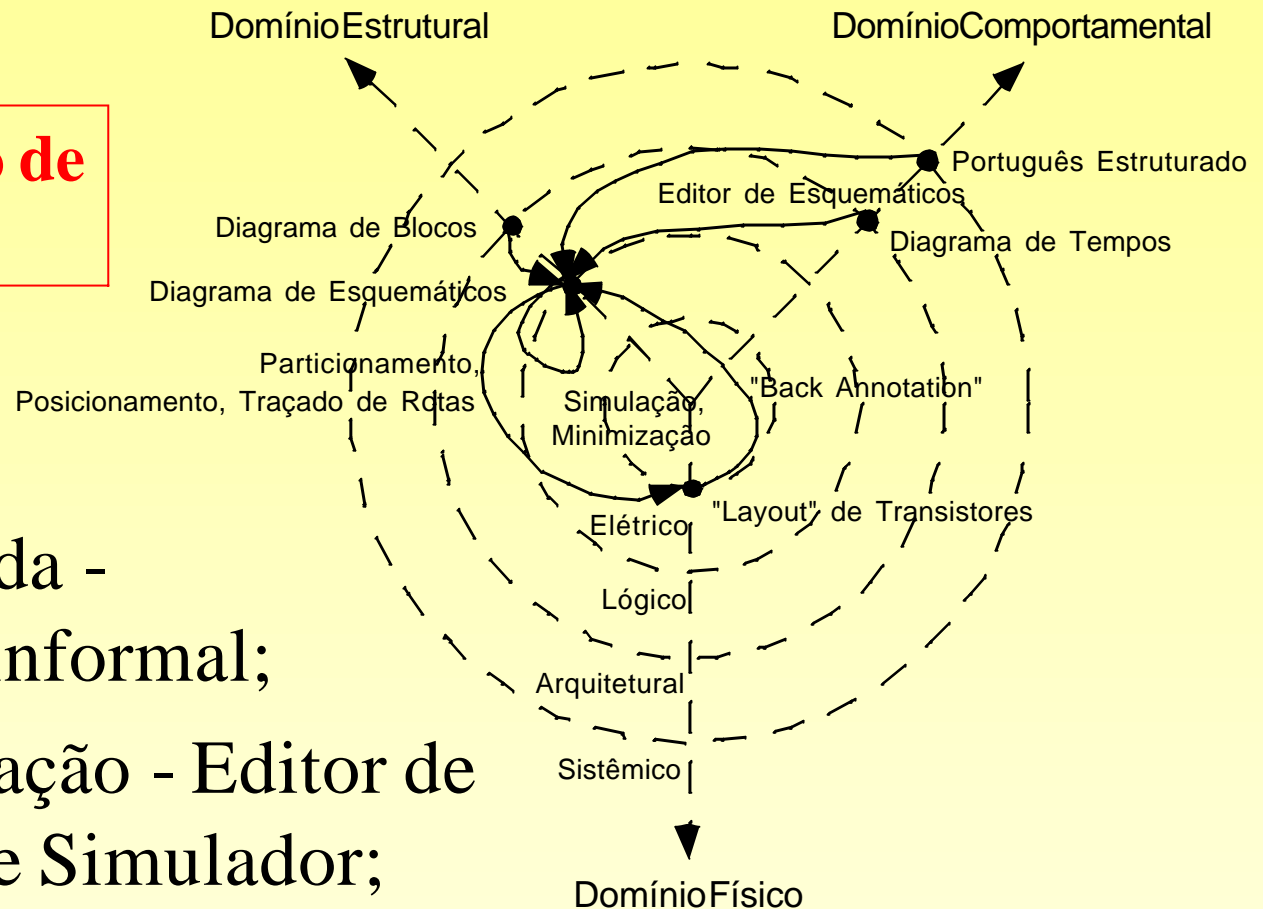 DomínioEstrutural
DomínioComportamental
de
Português Estruturado
Editor de Esquemáticos
Diagrama de Blocos
Diagrama de Tempos
Diagrama de Esquemáticos
Particionamento,
Posicionamento, Traçado de Rotas
Simulação,
Minimização
"Back Annotation"
"Layout" de Transistores
Elétrico
Lógico
Arquitetural
Sistêmico
DomínioFísico
da -
nformal;
ação - Editor de
e Simulador;